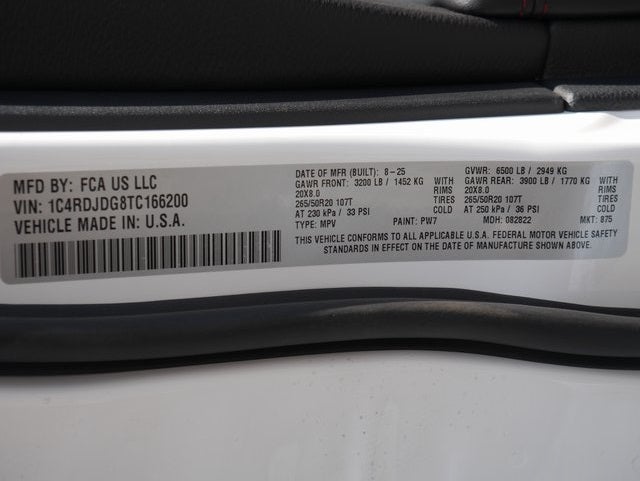 MFD BY: FCA US LLC
VIN: 1C4RDJDG8TC166200
VEHICLE MADE IN: U.S.A.
DATE OF MFR (BUILT): 8-25 GVWR: 6500 LB / 2949 KG
GAWR FRONT: 3200 LB / 1452 KG WITH GAWR REAR: 3900 LB / 1770 KG WITH
20X8.0 RIMS 20X8.0 RIMS
265/50R20 107T TIRES 265/50R20 107T TIRES
AT 230 kPa / 33 PSI COLD AT 250 kPa / 36 PSI COLD
TYPE: MPV PAINT: PW7 MDH: 082822 MKT: 875
THIS VEHICLE CONFORMS TO ALL APPLICABLE U.S.A. FEDERAL MOTOR VEHICLE SAFETY
STANDARDS IN EFFECT ON THE DATE OF MANUFACTURE SHOWN ABOVE.